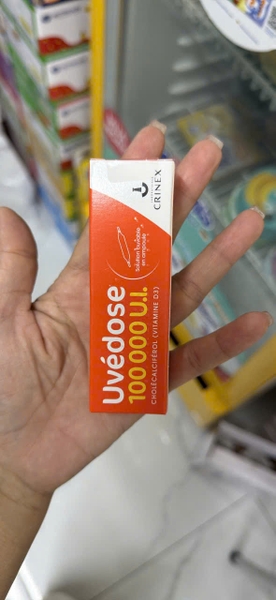 CRINEX
Solution buvable
en ampoule
Uvédose
100 000 U.I.
CHOLÉCALCIFÉROL (VITAMINE D3)